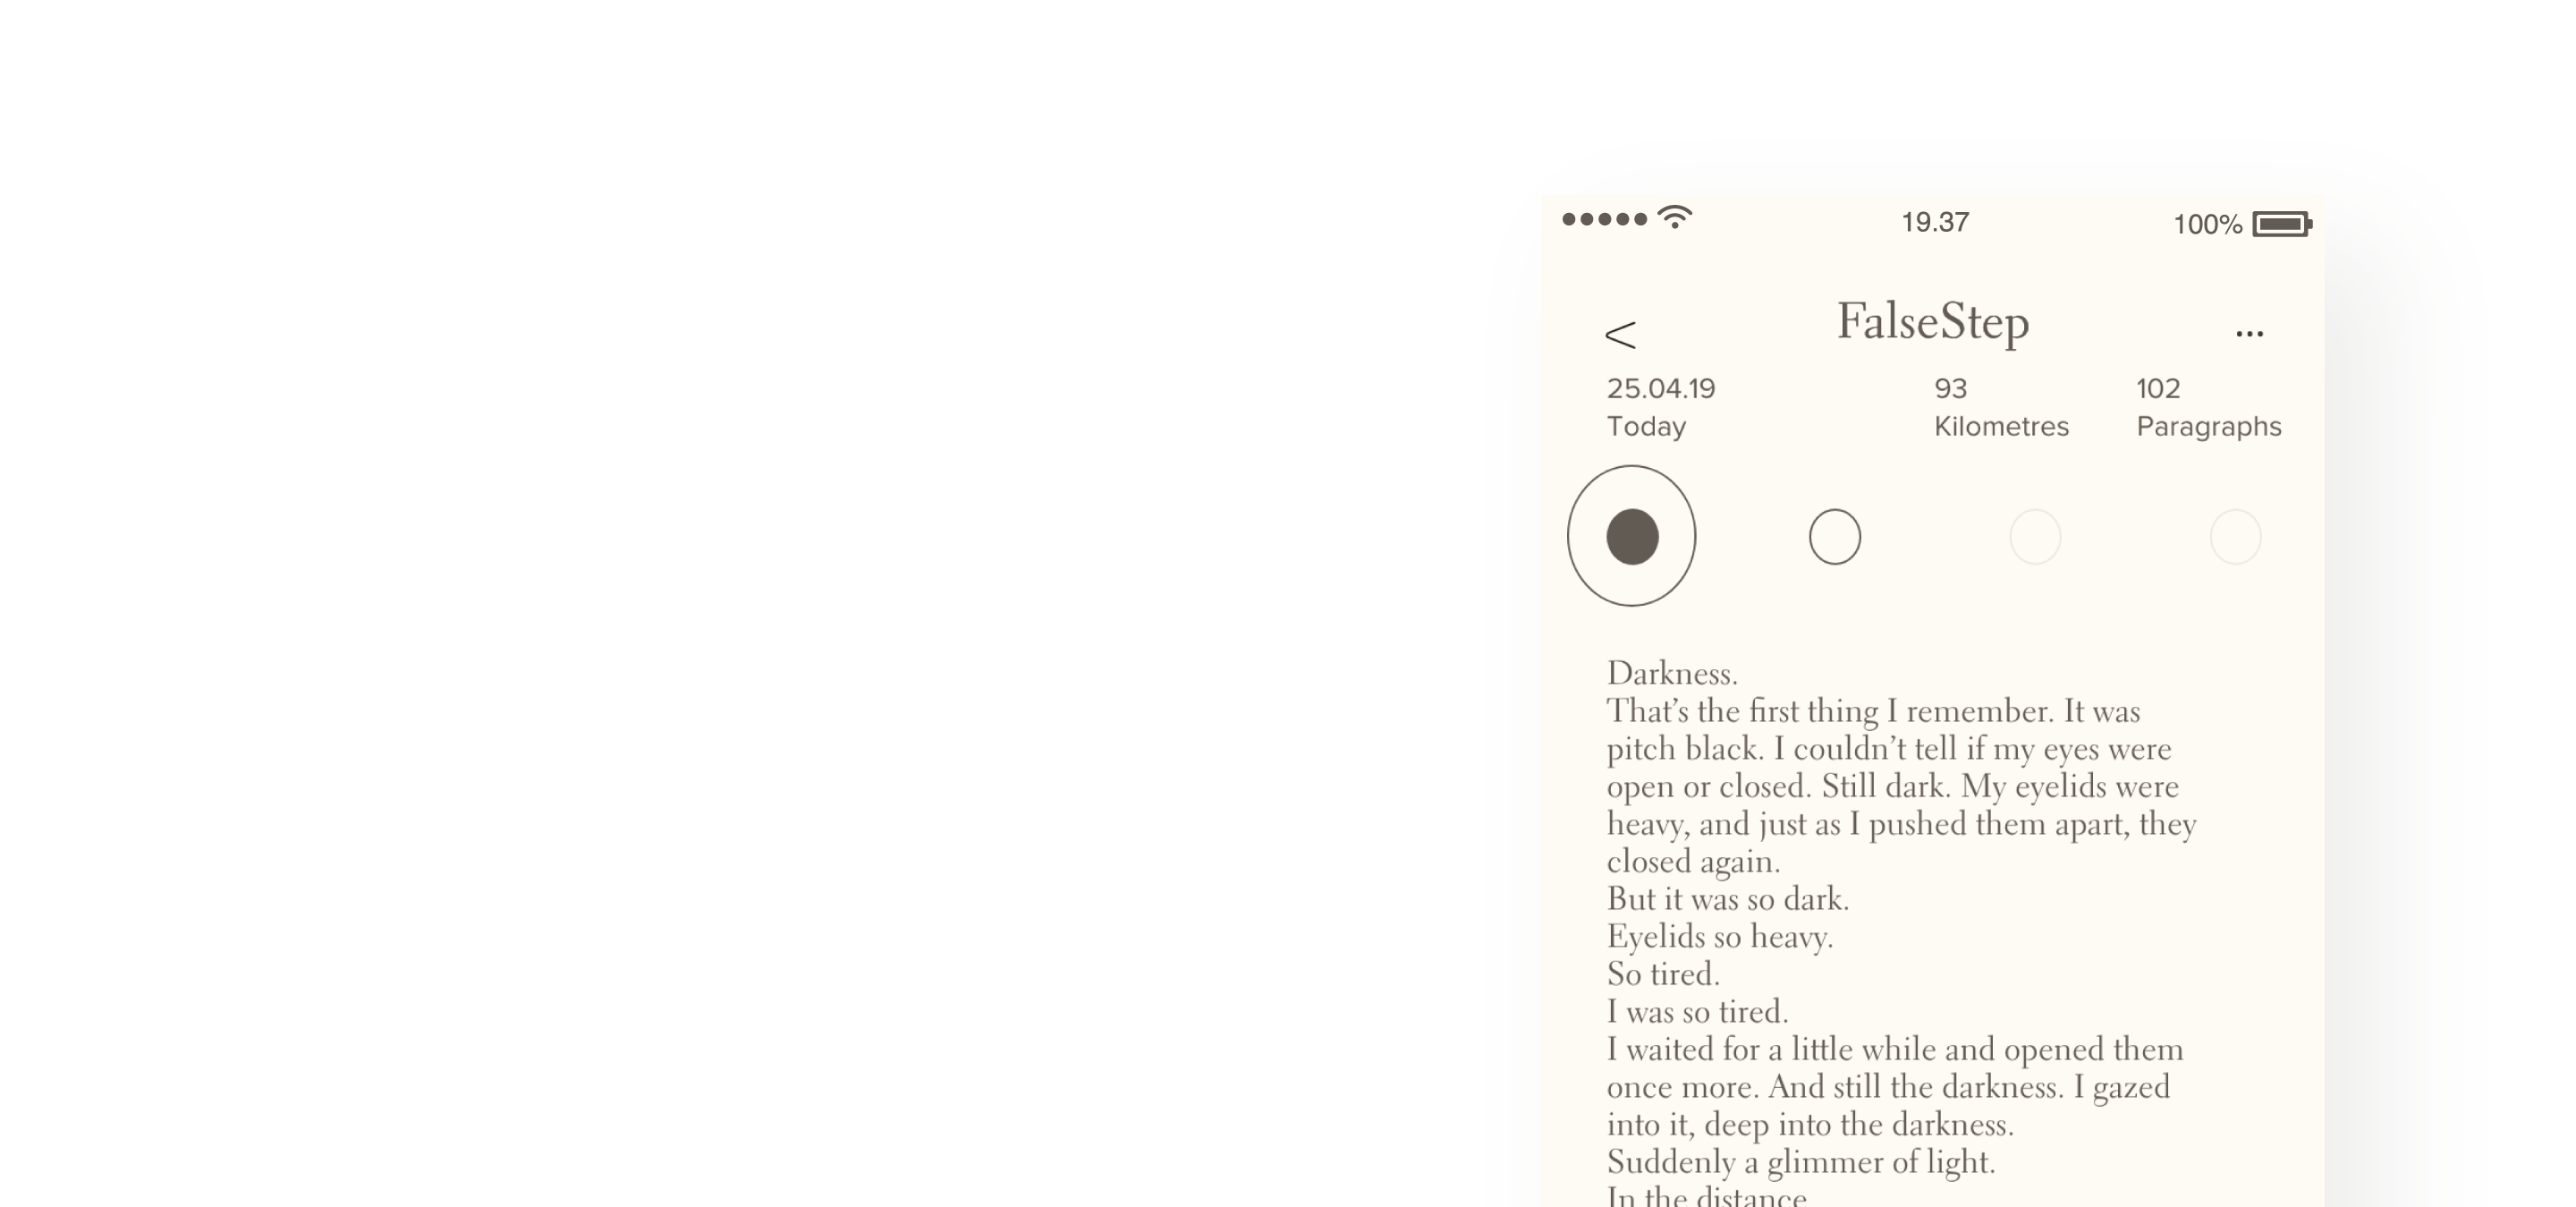 19.37
100%
<
FalseStep
...
25.04.19
Today
93
Kilometres
102
Paragraphs
Darkness.
That’s the first thing I remember. It was
pitch black. I couldn’t tell if my eyes were
open or closed. Still dark. My eyelids were
heavy, and just as I pushed them apart, they
closed again.
But it was so dark.
Eyelids so heavy.
So tired.
I was so tired.
I waited for a little while and opened them
once more. And still the darkness. I gazed
into it, deep into the darkness.
Suddenly a glimmer of light.
In the distance